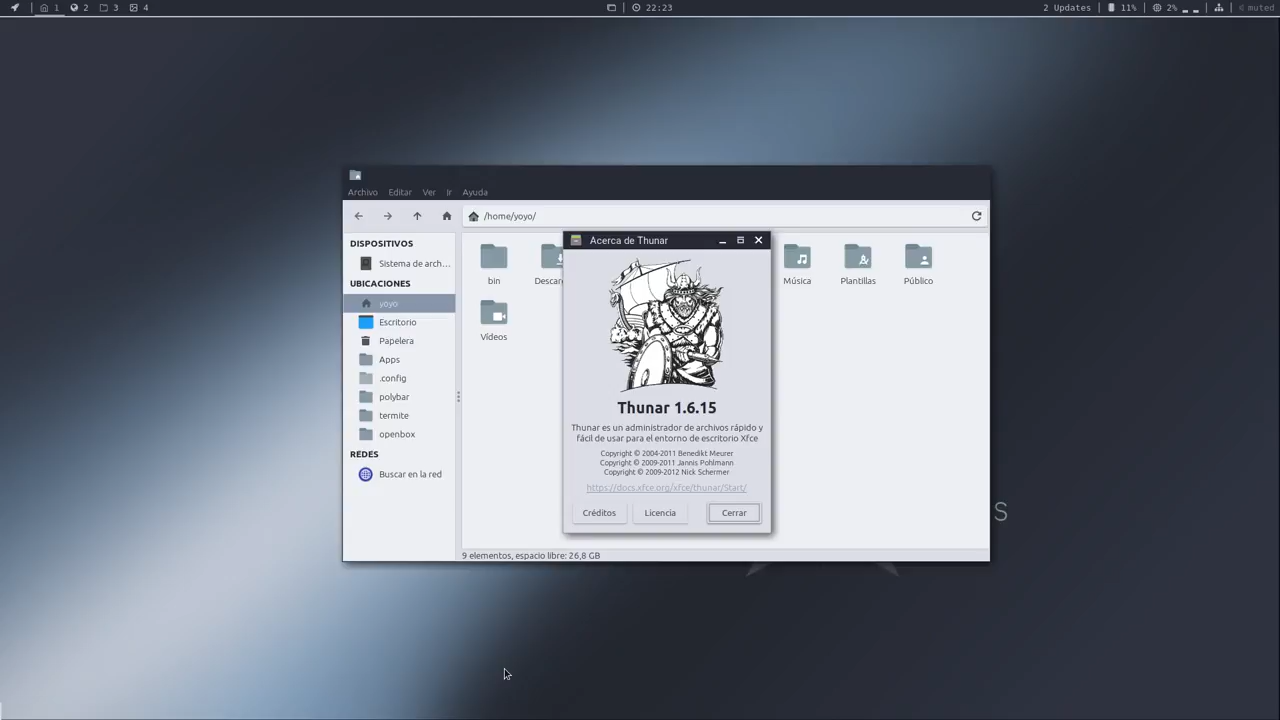 1 2 3 4 22:23 2 Updates 11% 2% muted
Archivo Editar Ver Ir Ayuda
/home/yoyo/
DISPOSITIVOS
Sistema de arch...
UBICACIONES
yoyo
Escritorio
Papelera
Apps
.config
polybar
termite
openbox
REDES
Buscar en la red
bin
Descar
Música
Plantillas
Público
Vídeos
9 elementos, espacio libre: 26,8 GB
Acerca de Thunar
Thunar 1.6.15
Thunar es un administrador de archivos rápido y
fácil de usar para el entorno de escritorio Xfce
Copyright © 2004-2011 Benedikt Meurer
Copyright © 2009-2011 Jannis Pohlmann
Copyright © 2009-2012 Nick Schermer
https://docs.xfce.org/xfce/thunar/Start/
Créditos Licencia Cerrar
S